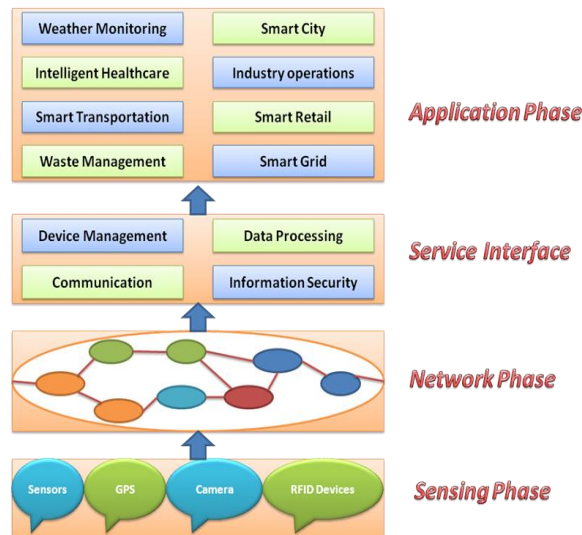 Weather Monitoring
Smart City
Intelligent Healthcare
Industry operations
Smart Transportation
Smart Retail
Waste Management
Smart Grid
Application Phase
Device Management
Data Processing
Communication
Information Security
Service Interface
Network Phase
Sensors
GPS
Camera
RFID Devices
Sensing Phase